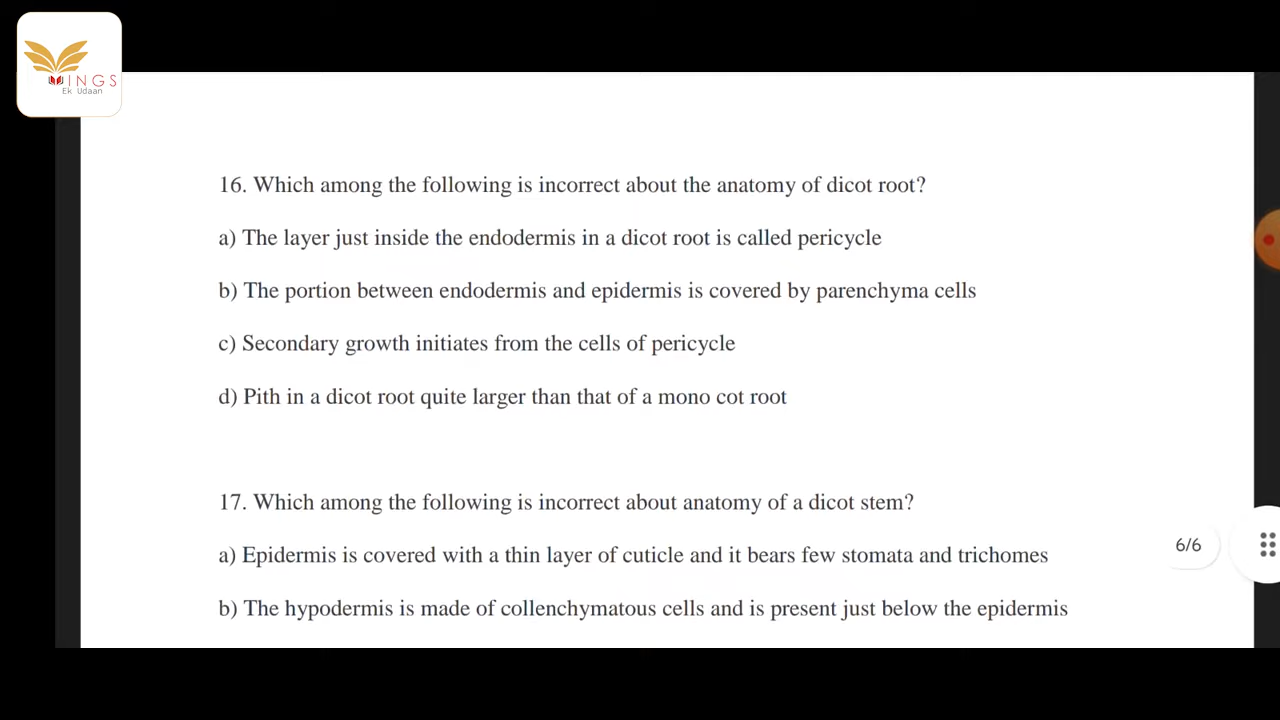 WINGS
Ek Udaan
16. Which among the following is incorrect about the anatomy of dicot root?
a) The layer just inside the endodermis in a dicot root is called pericycle
b) The portion between endodermis and epidermis is covered by parenchyma cells
c) Secondary growth initiates from the cells of pericycle
d) Pith in a dicot root quite larger than that of a mono cot root
17. Which among the following is incorrect about anatomy of a dicot stem?
a) Epidermis is covered with a thin layer of cuticle and it bears few stomata and trichomes
6/6
b) The hypodermis is made of collenchymatous cells and is present just below the epidermis